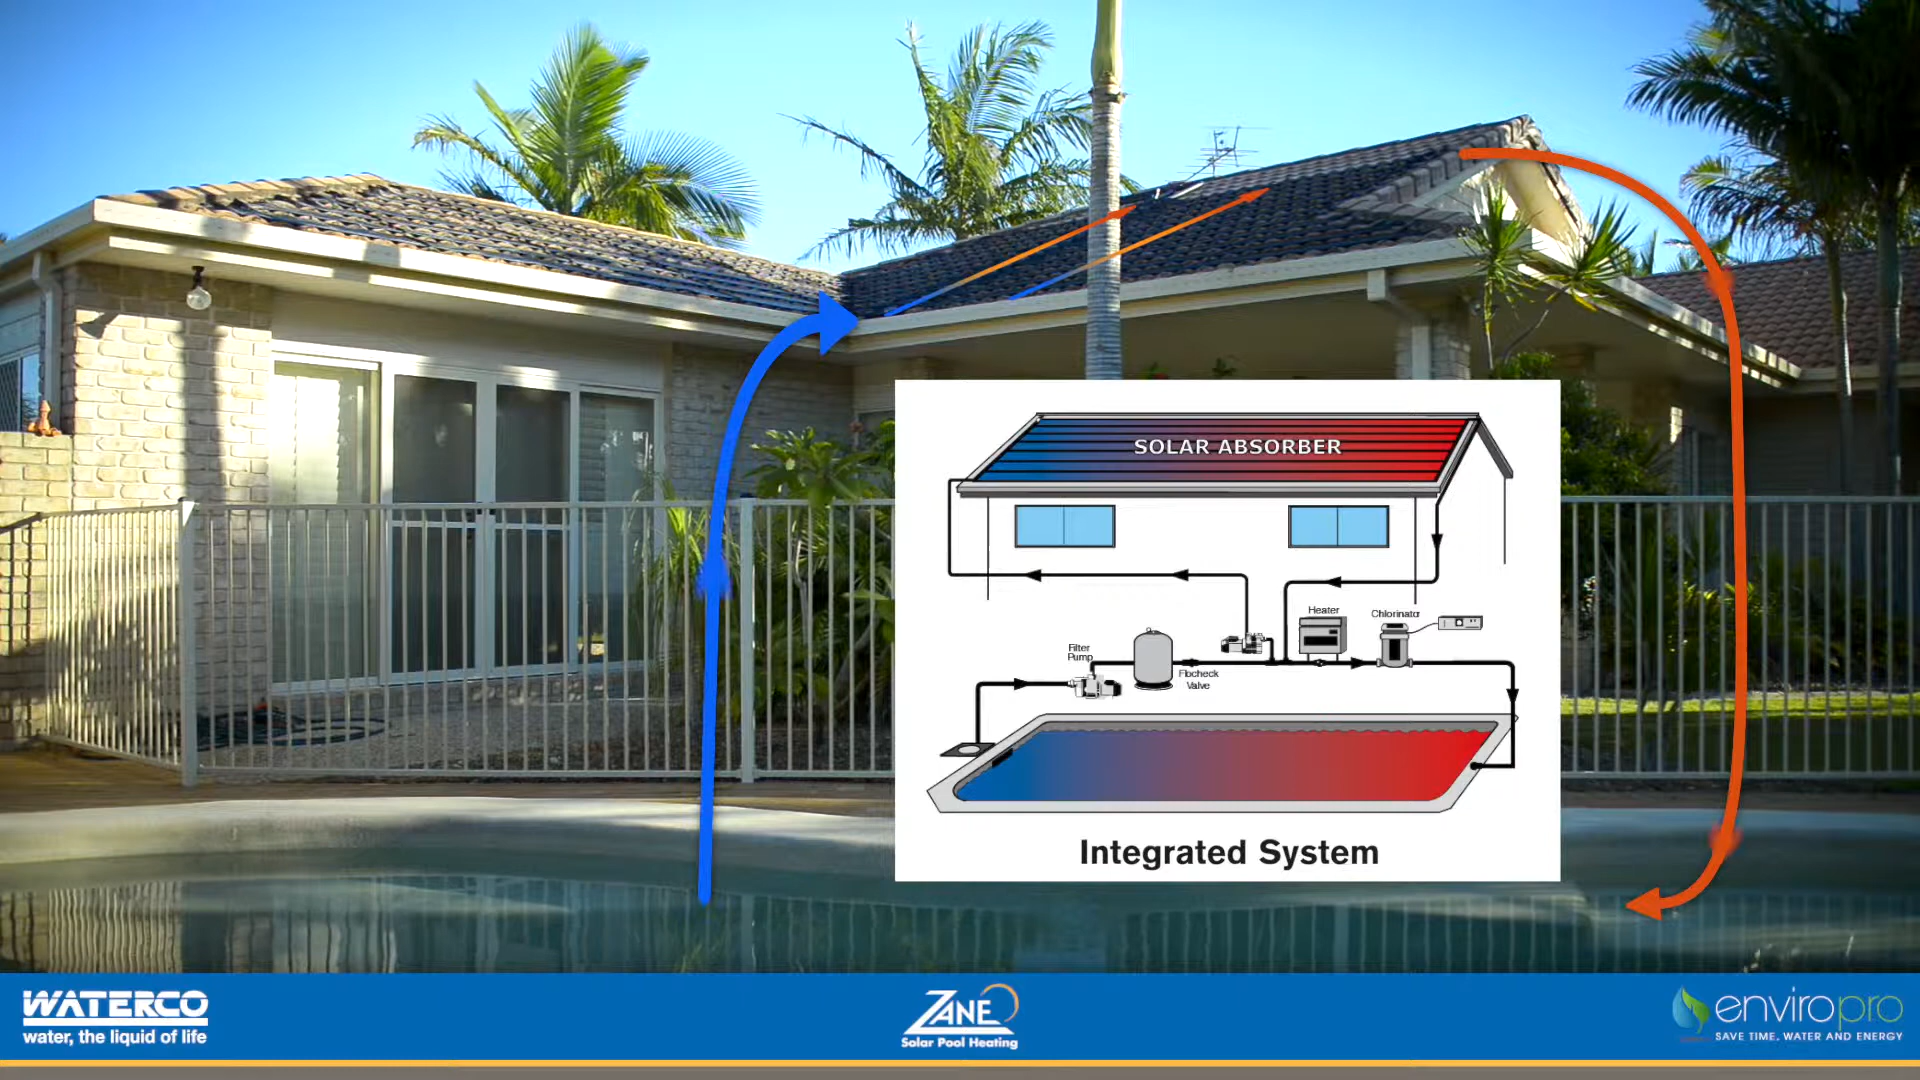 SOLAR ABSORBER
Heater
Chlorinator
Filter
Pump
Flocheck
Valve
Integrated System
WATERCO
water, the liquid of life
ZANE
Solar Pool Heating
enviropro
SAVE TIME, WATER AND ENERGY